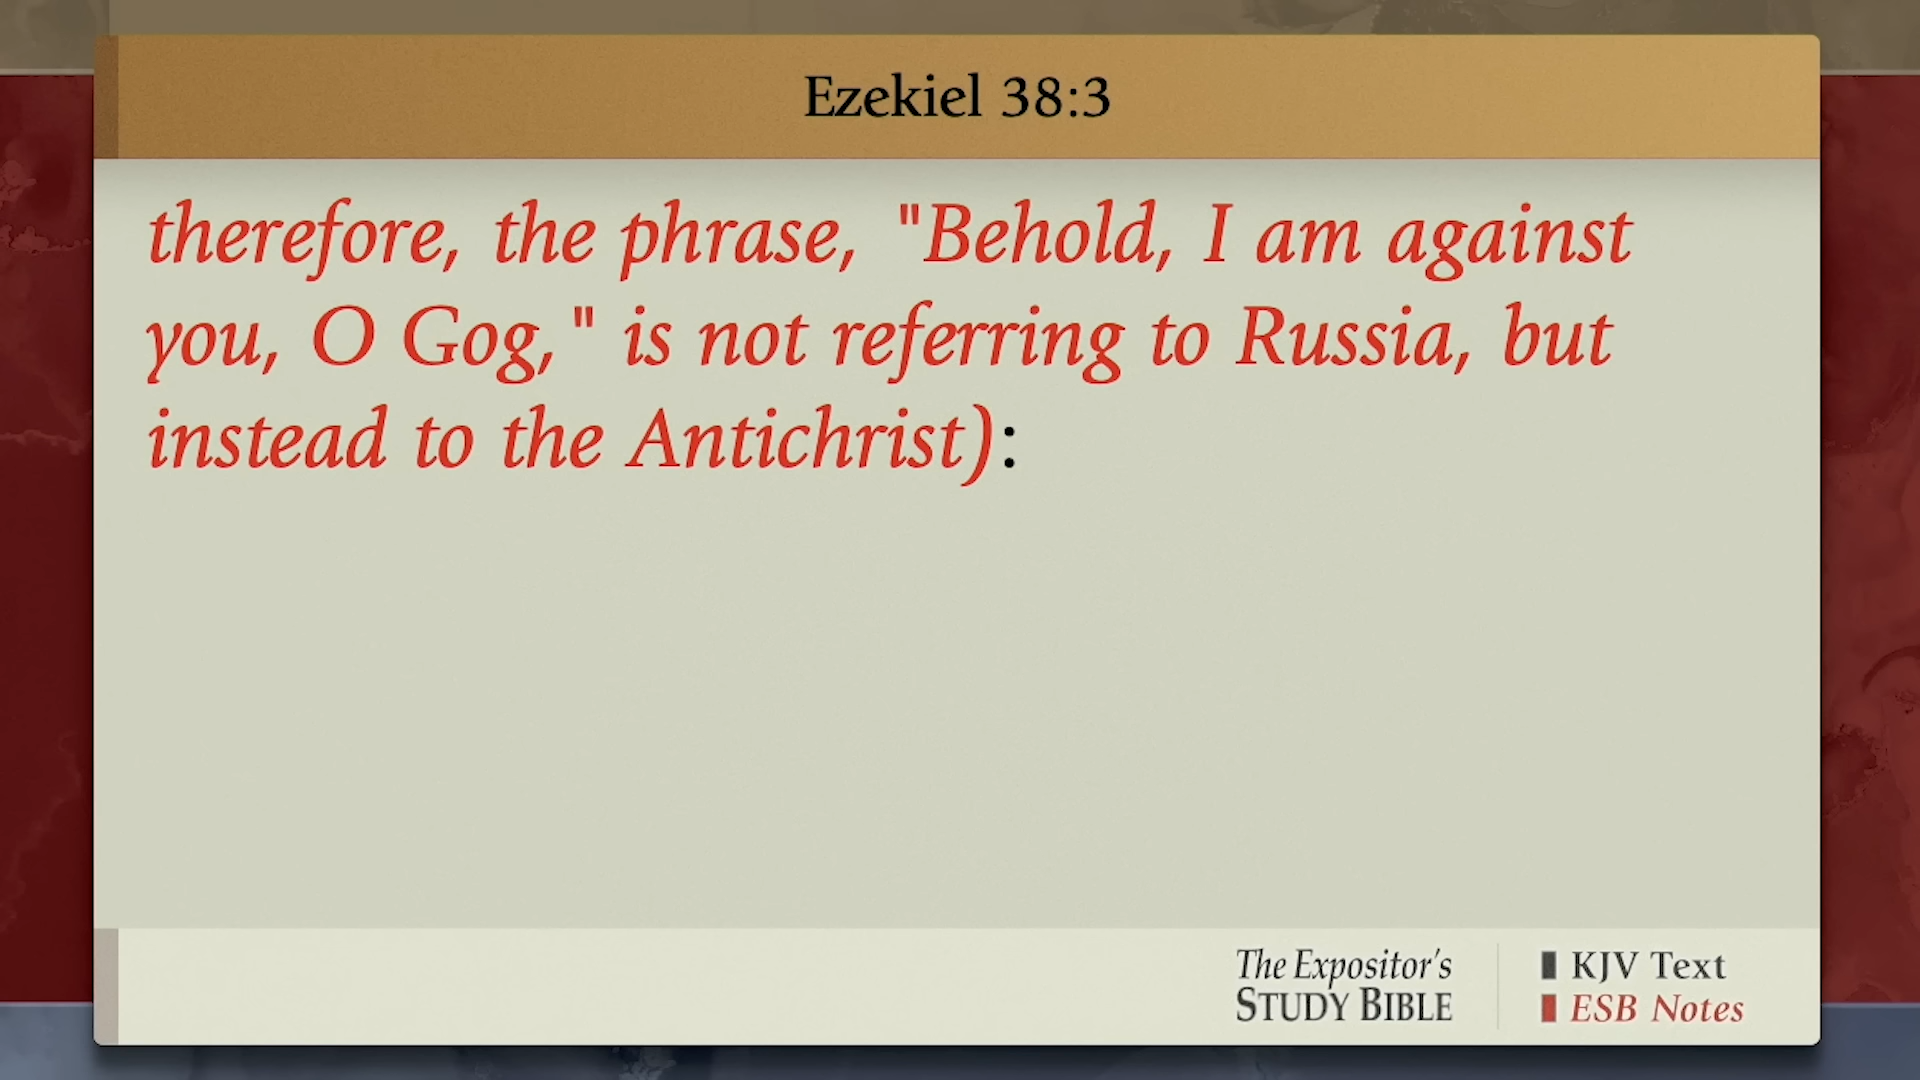 Ezekiel 38:3
therefore, the phrase, "Behold, I am against
you, O Gog," is not referring to Russia, but
instead to the Antichrist):
The Expositor's
STUDY BIBLE
KJV Text
ESB Notes